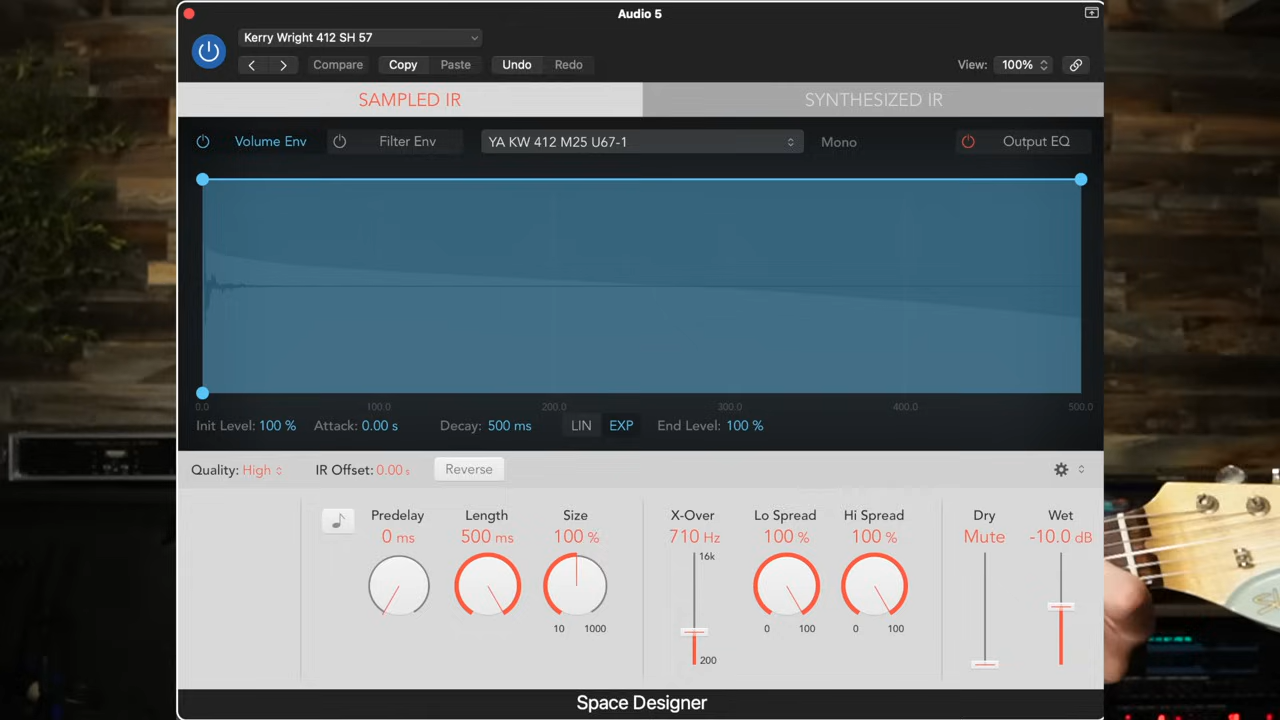 Audio 5
Kerry Wright 412 SH 57
Compare Copy Paste Undo Redo View: 100%
SAMPLED IR SYNTHESIZED IR
Volume Env Filter Env YA KW 412 M25 U67-1 Mono Output EQ
0.0 100.0 200.0 300.0 400.0 500.0
Init Level: 100 % Attack: 0.00 s Decay: 500 ms LIN EXP End Level: 100 %
Quality: High IR Offset: 0.00 s Reverse
Predelay Length Size X-Over Lo Spread Hi Spread Dry Wet
0 ms 500 ms 100 % 710 Hz 100 % 100 % Mute -10.0 dB
16k
10 1000 0 100 0 100
200
Space Designer